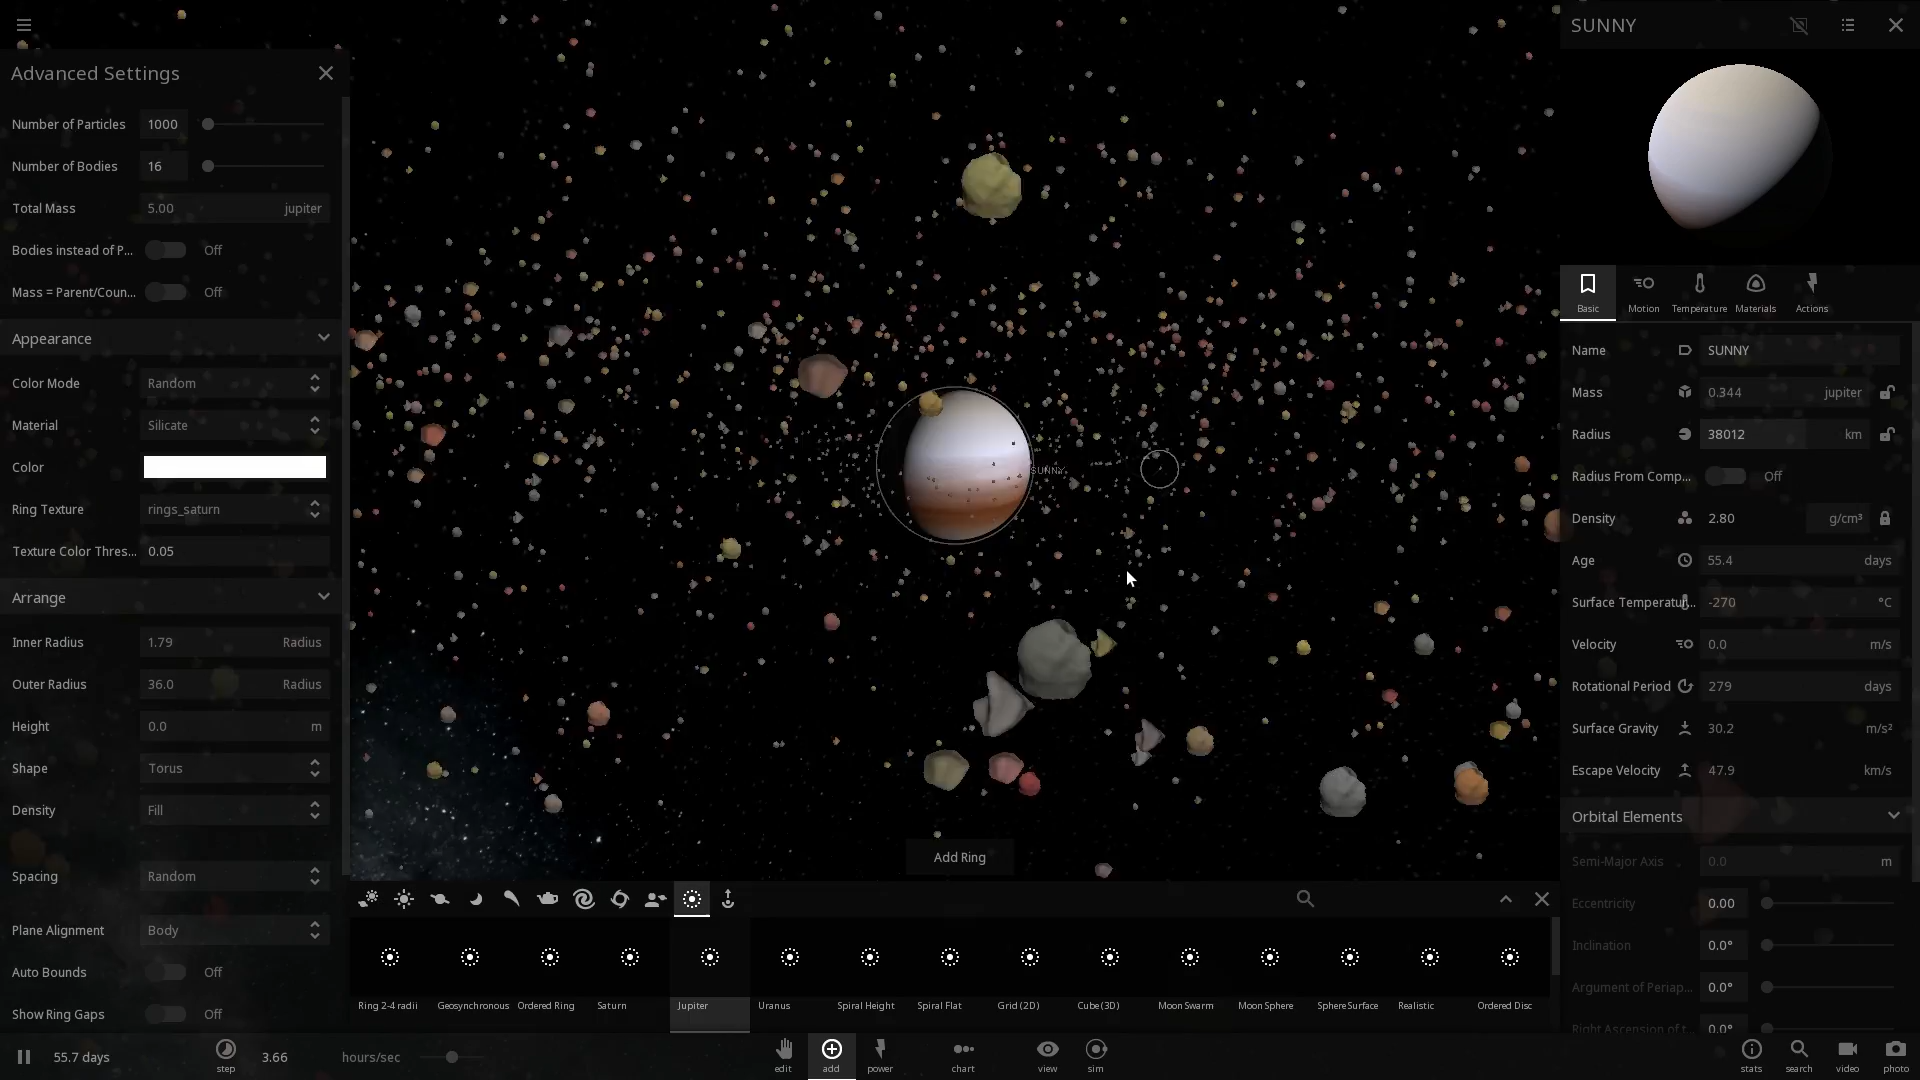 Advanced Settings
Number of Particles 1000
Number of Bodies 16
Total Mass 5.00 jupiter
Bodies instead of P... Off
Mass = Parent/Coun... Off
Appearance
Color Mode Random
Material Silicate
Color
Ring Texture rings_saturn
Texture Color Thres... 0.05
Arrange
Inner Radius 1.79 Radius
Outer Radius 36.0 Radius
Height 0.0 m
Shape Torus
Density Fill
Spacing Random
Plane Alignment Body
Auto Bounds Off
Show Ring Gaps Off
SUNNY
Add Ring
Ring 2-4 radii Geosynchronous Ordered Ring Saturn Jupiter Uranus Spiral Height Spiral Flat Grid (2D) Cube(3D) Moon Swarm Moon Sphere Sphere Surface Realistic Ordered Disc
SUNNY
Basic Motion Temperature Materials Actions
Name SUNNY
Mass 0.344 jupiter
Radius 38012 km
Radius From Comp... Off
Density 2.80 g/cm³
Age 55.4 days
Surface Temperatur... -270 °C
Velocity 0.0 m/s
Rotational Period 279 days
Surface Gravity 30.2 m/s²
Escape Velocity 47.9 km/s
Orbital Elements
Semi-Major Axis 0.0 m
Eccentricity 0.00
Inclination 0.0°
Argument of Periap... 0.0°
Right Ascension of t... 0.0°
55.7 days step 3.66 hours/sec edit add power chart view sim stats search video photo